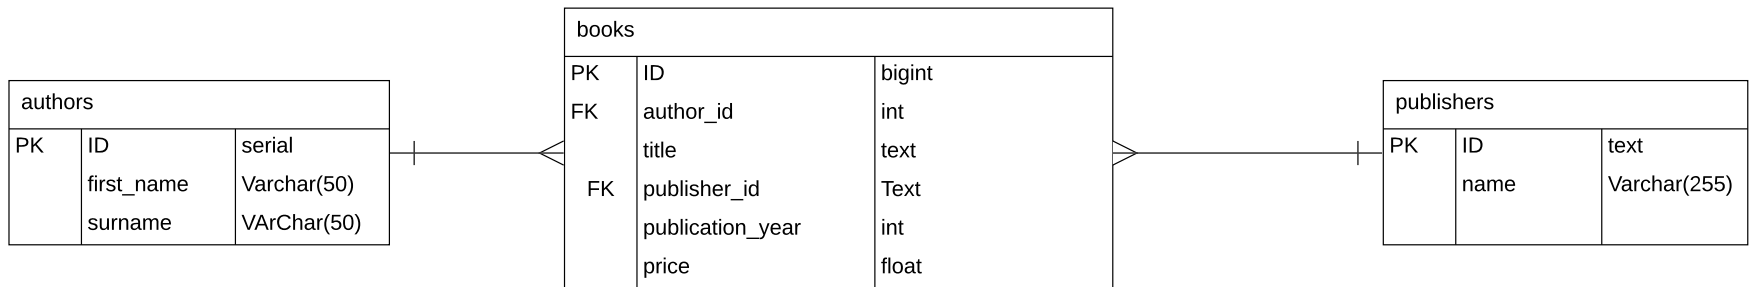 authors
PK ID serial
first_name Varchar(50)
surname VArChar(50)
books
PK ID bigint
FK author_id int
title text
FK publisher_id Text
publication_year int
price float
publishers
PK ID text
name Varchar(255)